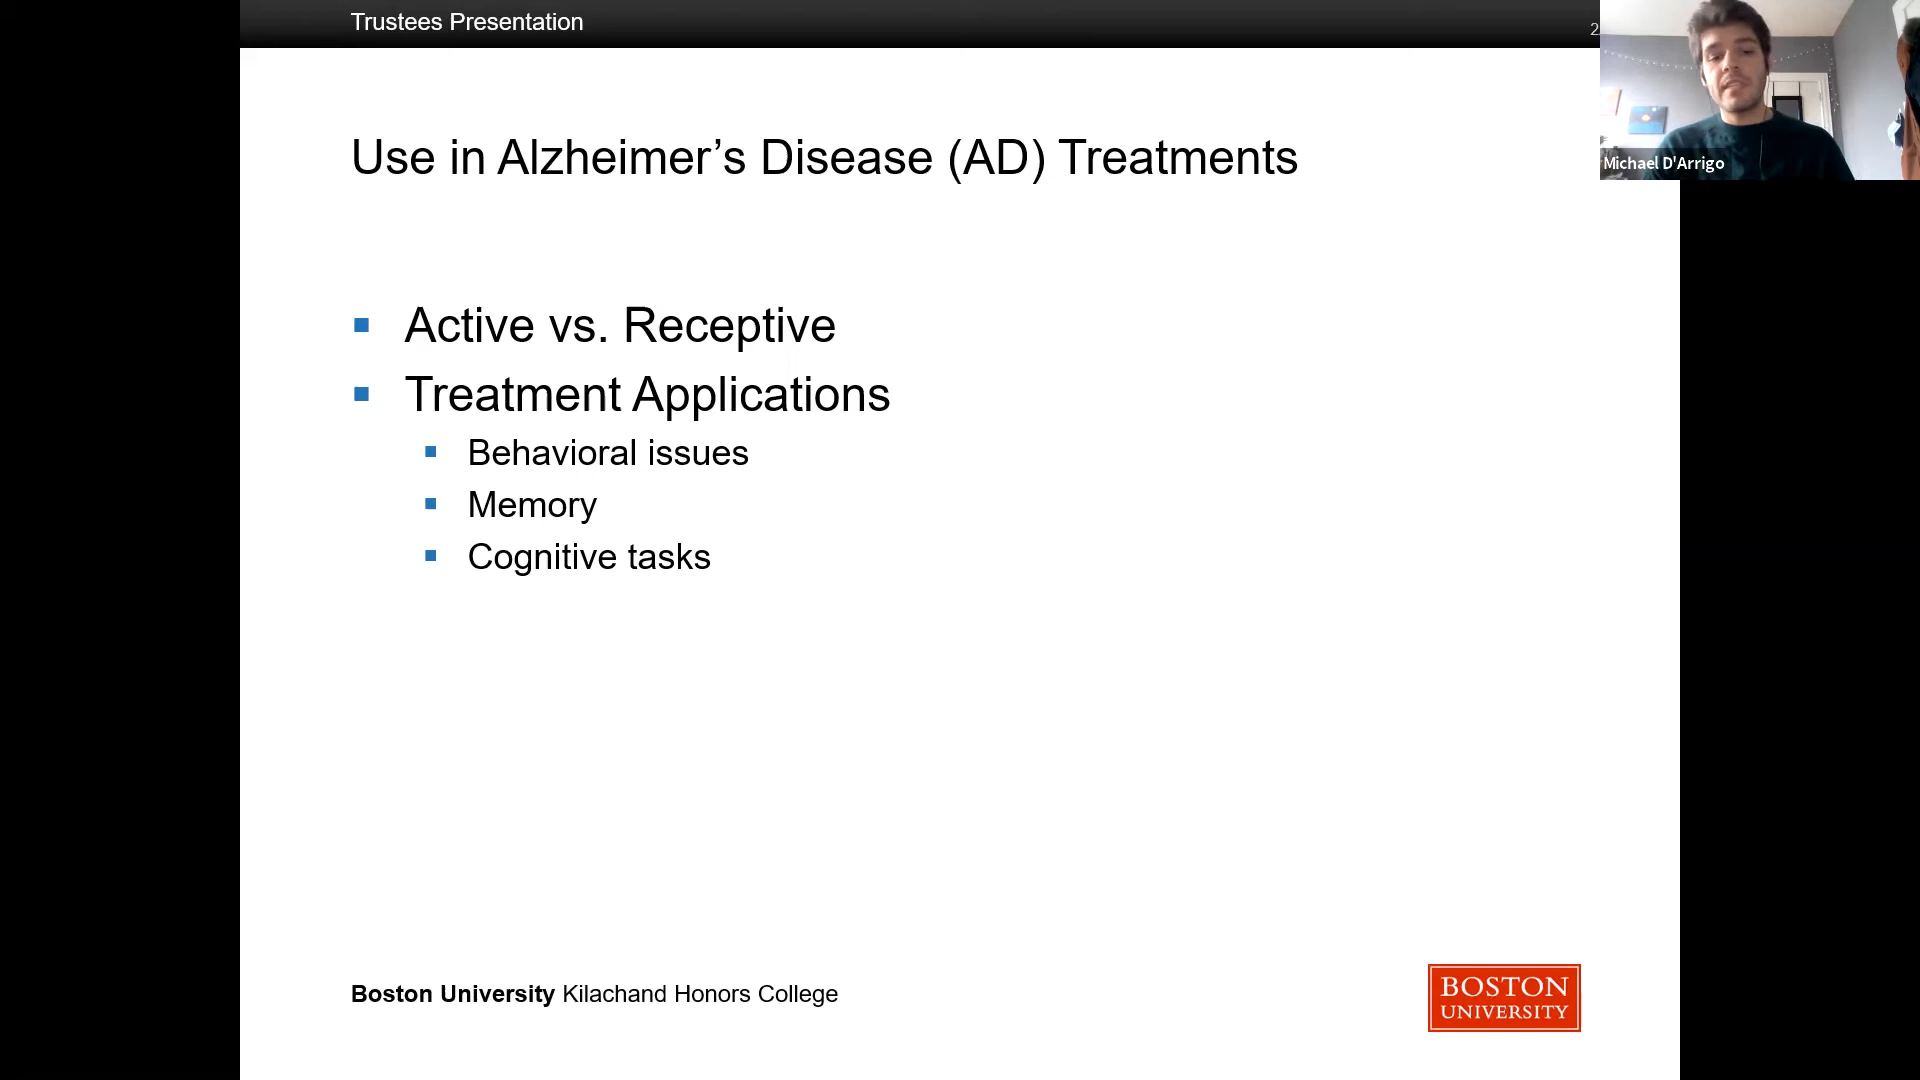 Trustees Presentation
2
Michael D'Arrigo
Use in Alzheimer’s Disease (AD) Treatments
Active vs. Receptive
Treatment Applications
Behavioral issues
Memory
Cognitive tasks
Boston University Kilachand Honors College
BOSTON
UNIVERSITY